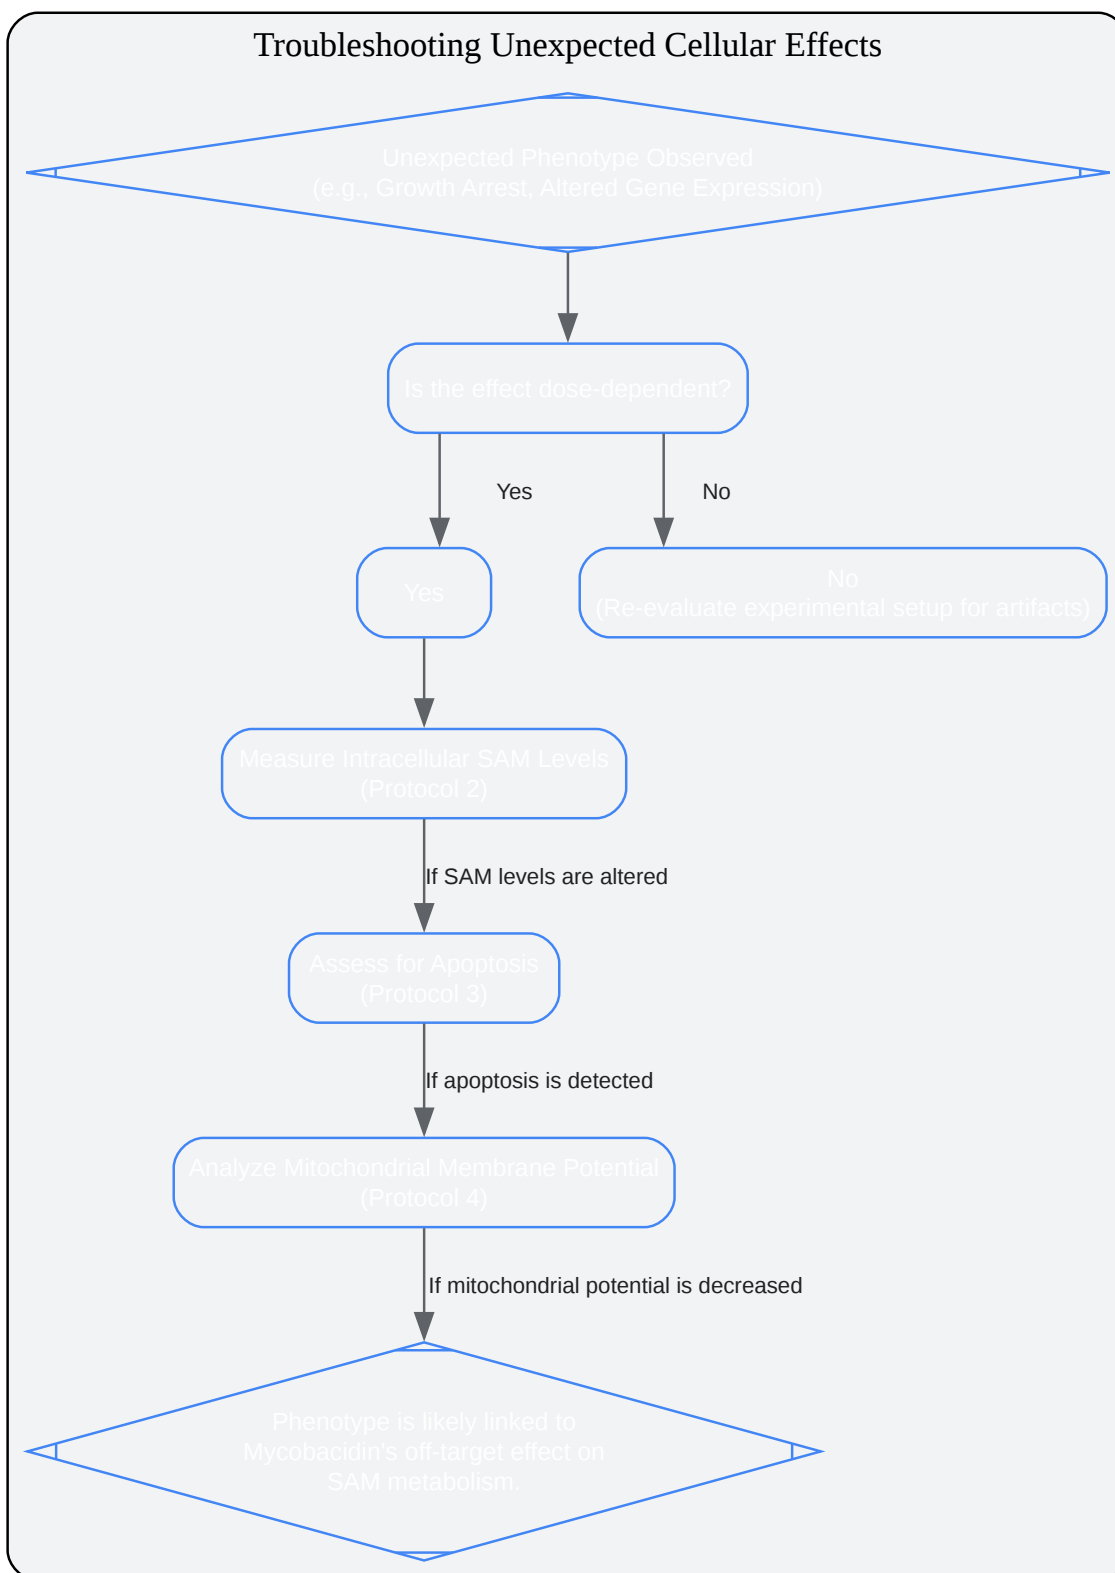 Troubleshooting Unexpected Cellular Effects
Unexpected Phenotype Observed
(e.g., Growth Arrest, Altered Gene Expression)
Is the effect dose-dependent?
Yes
No
Yes
No
(Re-evaluate experimental setup for artifacts)
Measure Intracellular SAM Levels
(Protocol 2)
If SAM levels are altered
Assess for Apoptosis
(Protocol 3)
If apoptosis is detected
Analyze Mitochondrial Membrane Potential
(Protocol 4)
If mitochondrial potential is decreased
Phenotype is likely linked to
Mycobacidin's off-target effect on
SAM metabolism.